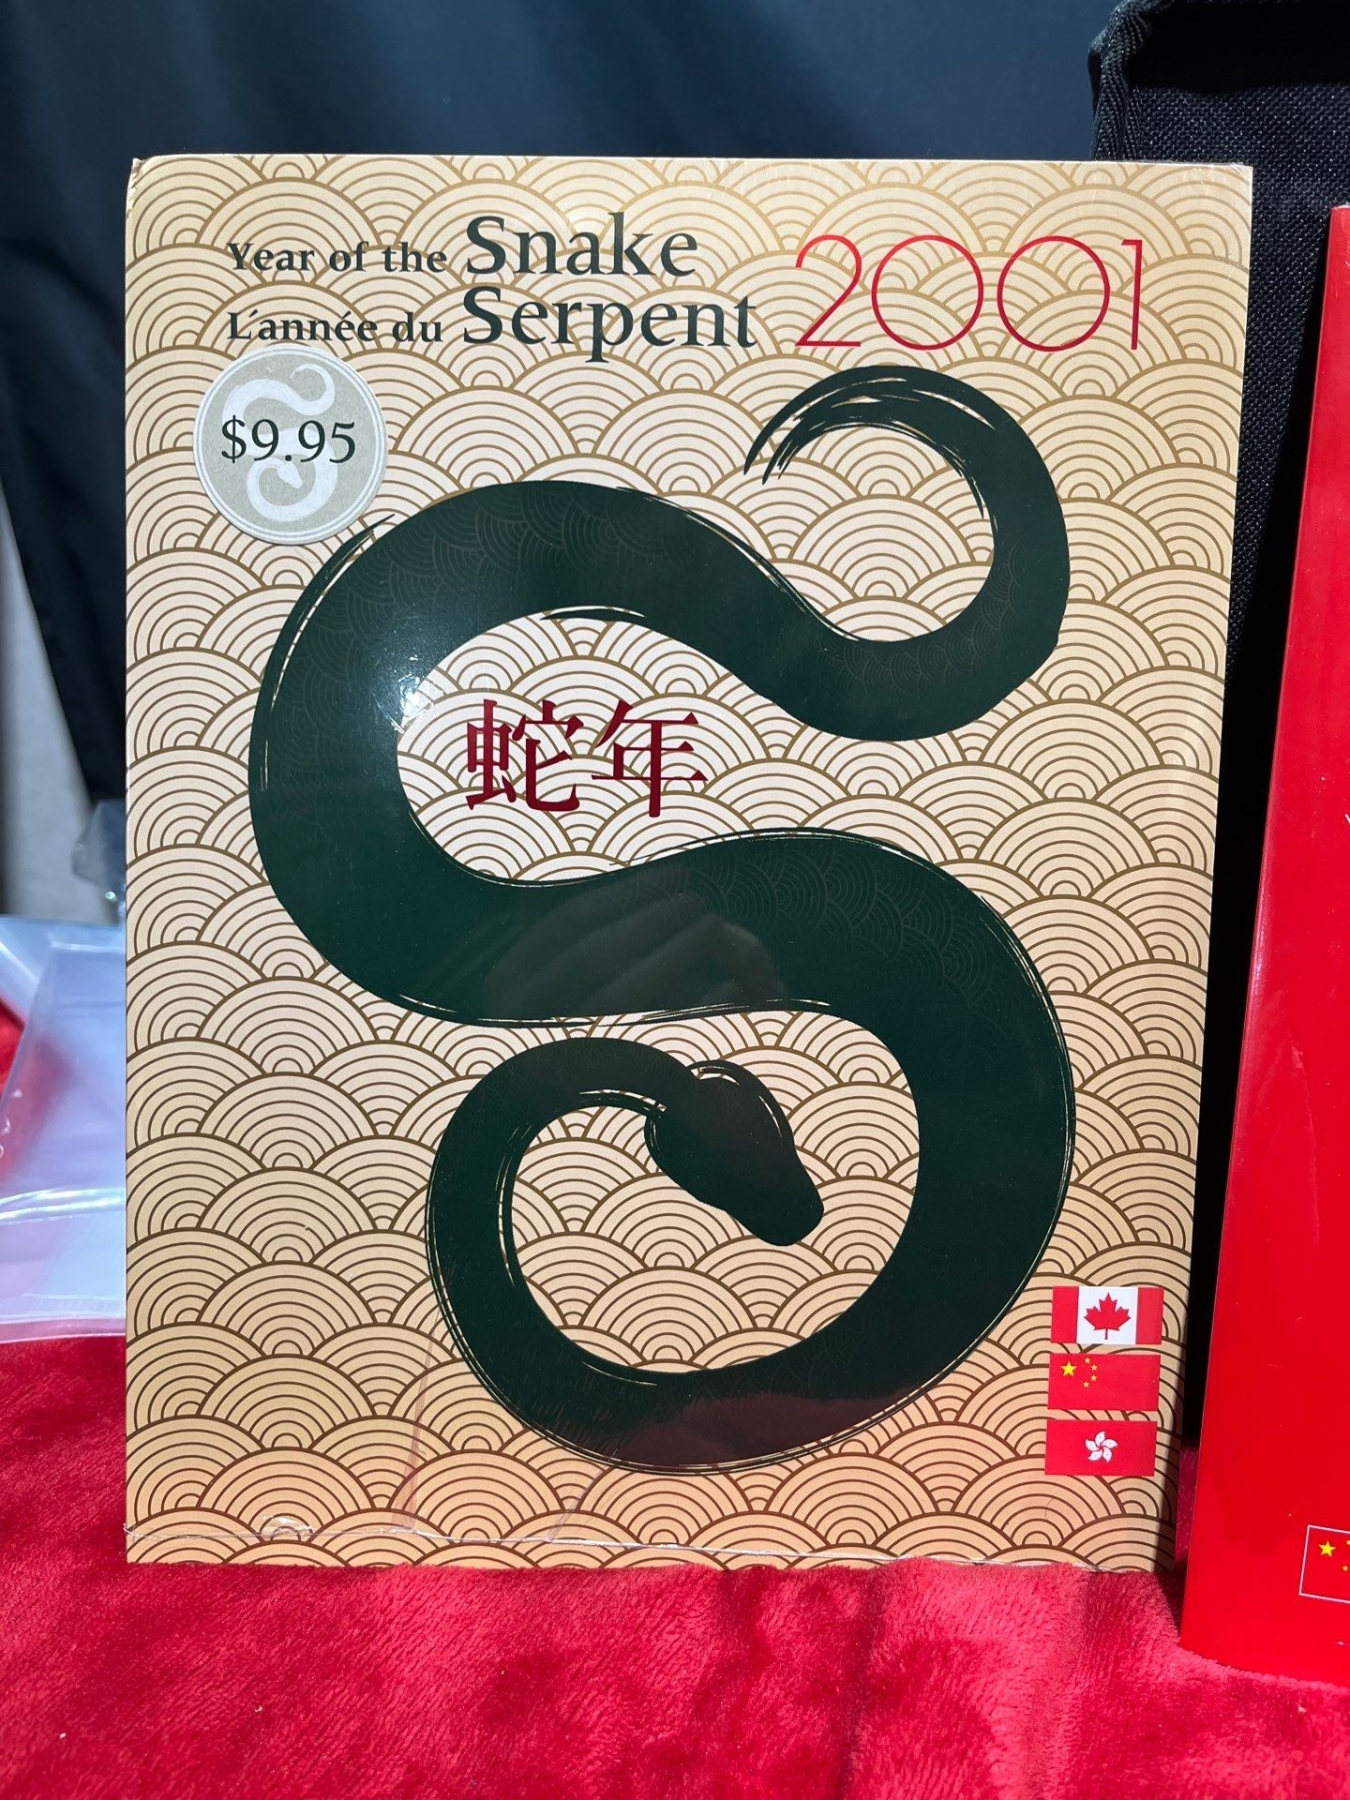 Year of the Snake
L'année du Serpent
2001
$9.95
蛇年